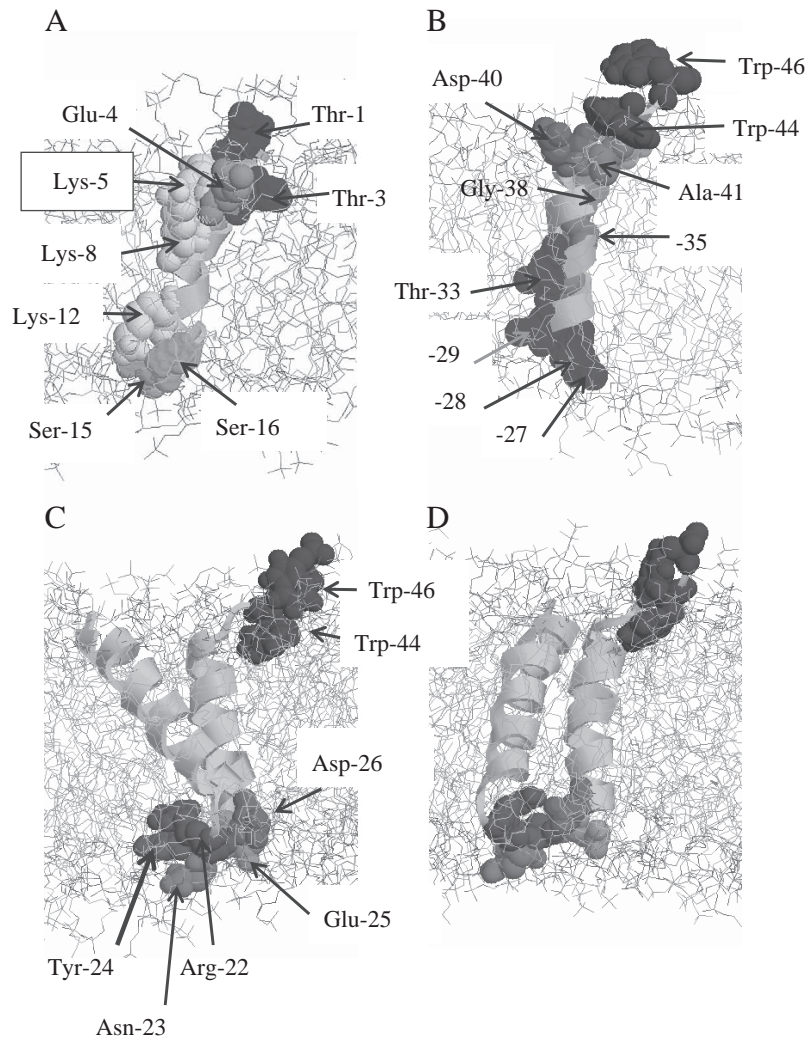 A
Glu-4
Thr-1
Lys-5
Thr-3
Lys-8
Lys-12
Ser-15
Ser-16
B
Asp-40
Trp-46
Trp-44
Gly-38
Ala-41
-35
Thr-33
-29
-28
-27
C
Trp-46
Trp-44
Asp-26
Glu-25
Tyr-24
Arg-22
Asn-23
D